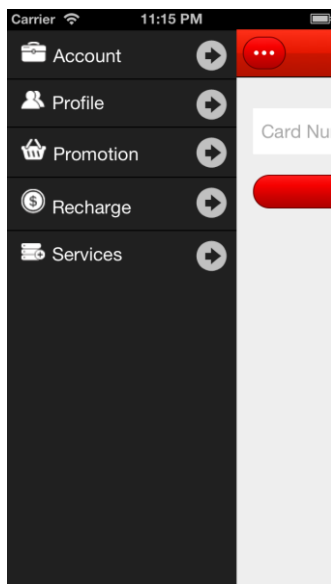 Carrier 11:15 PM
Account
Profile
Card Nu
Promotion
$ Recharge
Services